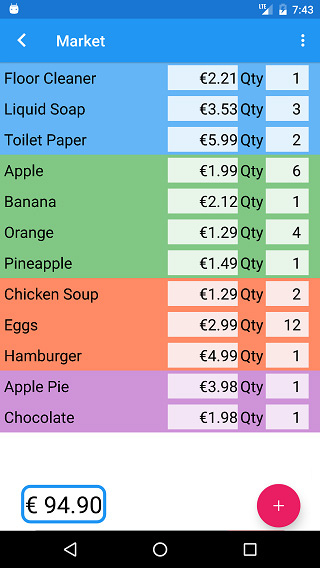 LTE 7:43
Market
Floor Cleaner €2.21 Qty 1
Liquid Soap €3.53 Qty 3
Toilet Paper €5.99 Qty 2
Apple €1.99 Qty 6
Banana €2.12 Qty 1
Orange €1.29 Qty 4
Pineapple €1.49 Qty 1
Chicken Soup €1.29 Qty 2
Eggs €2.99 Qty 12
Hamburger €4.99 Qty 1
Apple Pie €3.98 Qty 1
Chocolate €1.98 Qty 1
€ 94.90
+